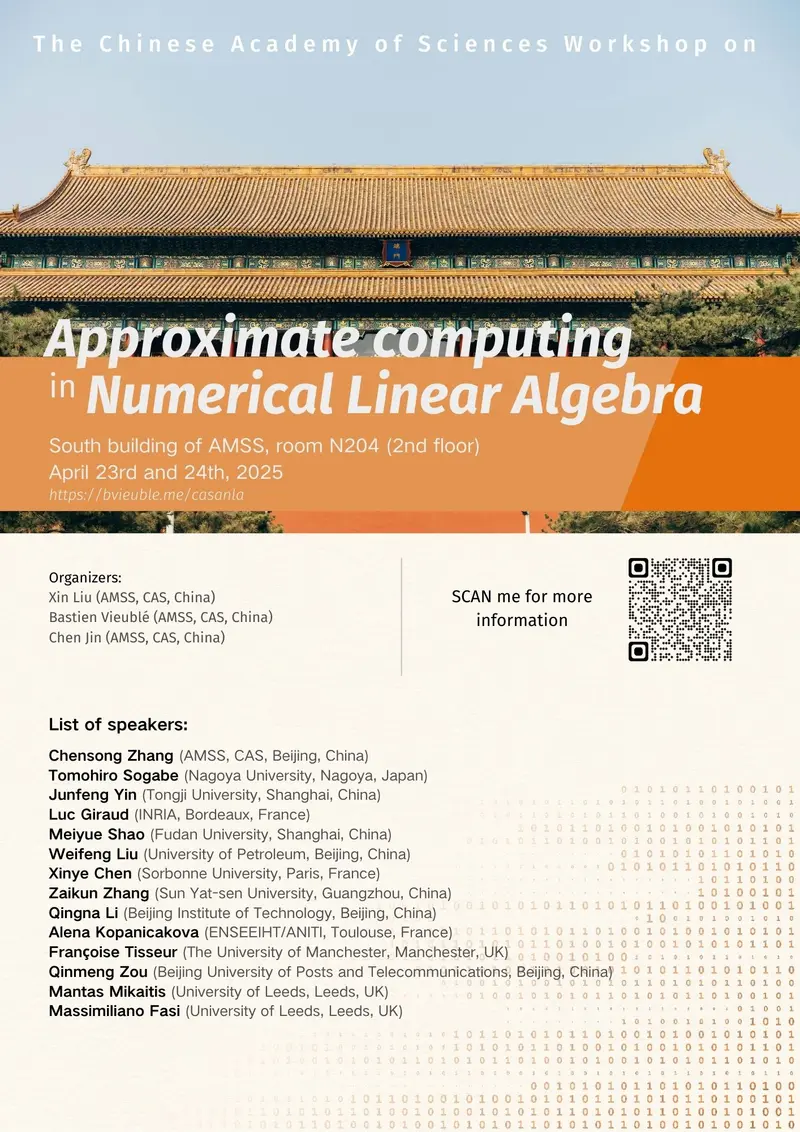 The Chinese Academy of Sciences Workshop on
Approximate computing
in Numerical Linear Algebra
South building of AMSS, room N204 (2nd floor)
April 23rd and 24th, 2025
https://bvieuble.me/casanla
Organizers:
Xin Liu (AMSS, CAS, China)
Bastien Vieublé (AMSS, CAS, China)
Chen Jin (AMSS, CAS, China)
SCAN me for more
information
List of speakers:
Chensong Zhang (AMSS, CAS, Beijing, China)
Tomohiro Sogabe (Nagoya University, Nagoya, Japan)
Junfeng Yin (Tongji University, Shanghai, China)
Luc Giraud (INRIA, Bordeaux, France)
Meiyue Shao (Fudan University, Shanghai, China)
Weifeng Liu (University of Petroleum, Beijing, China)
Xinye Chen (Sorbonne University, Paris, France)
Zaikun Zhang (Sun Yat-sen University, Guangzhou, China)
Qingna Li (Beijing Institute of Technology, Beijing, China)
Alena Kopanicakova (ENSEEIHT/ANITI, Toulouse, France)
Françoise Tisseur (The University of Manchester, Manchester, UK)
Qinmeng Zou (Beijing University of Posts and Telecommunications, Beijing, China)
Mantas Mikaitis (University of Leeds, Leeds, UK)
Massimiliano Fasi (University of Leeds, Leeds, UK)